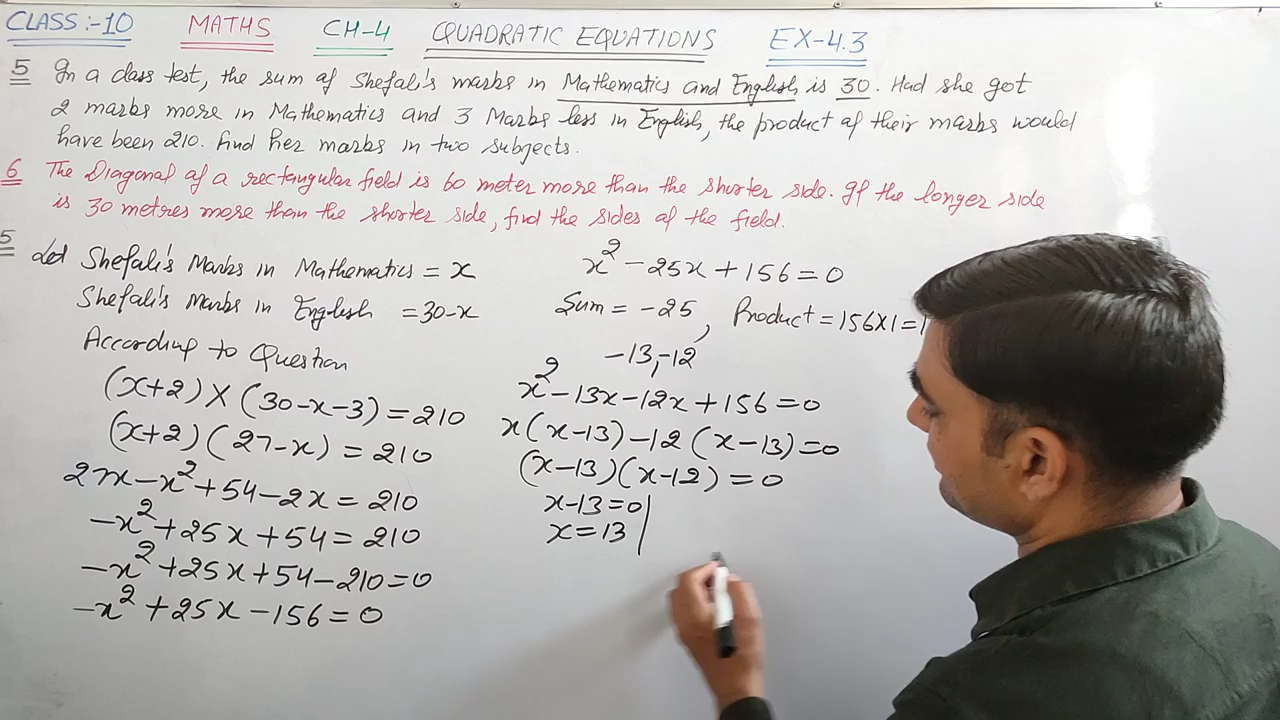 CLASS:-10 MATHS CH-4 QUADRATIC EQUATIONS EX-4.3
5 In a class test, the sum of Shefali's marks in Mathematics and English is 30. Had she got
2 marks more in Mathematics and 3 Marks less in English, the product of their marks would
have been 210. find her marks in two subjects.
6 The Diagonal of a rectangular field is 60 meter more than the shorter side. If the longer side
is 30 metres more than the shorter side, find the sides of the field.
5 Let Shefali's Marks in Mathematics = x
Shefali's Marks in English = 30-x
According to Question
(x+2) × (30-x-3) = 210
(x+2) (27-x) = 210
27x-x²+54-2x = 210
-x²+25x+54 = 210
-x²+25x+54-210=0
-x²+25x-156=0
x²-25x+156=0
Sum = -25, Product = 156×1=
-13,-12
x²-13x-12x+156=0
x(x-13)-12(x-13)=0
(x-13)(x-12)=0
x-13=0
x=13